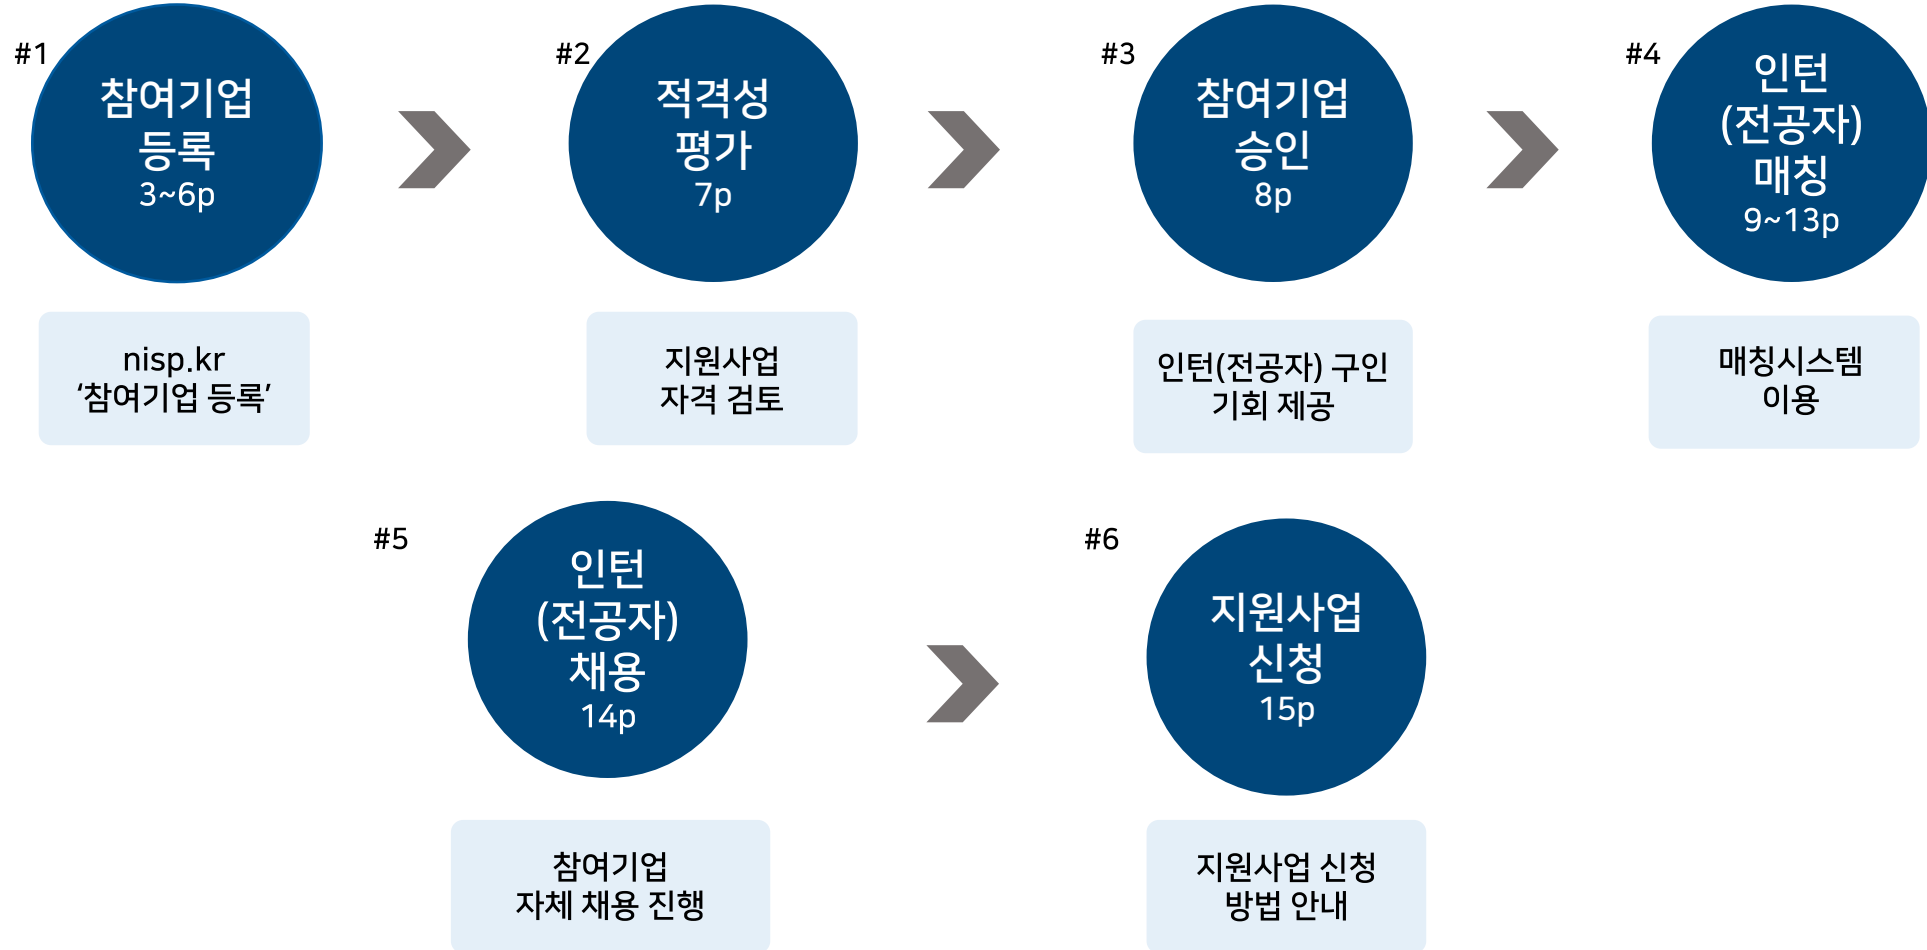 #1
참여기업
등록
3~6p
nisp.kr
‘참여기업 등록’
#2
적격성
평가
7p
지원사업
자격 검토
#3
참여기업
승인
8p
인턴(전공자) 구인
기회 제공
#4
인턴
(전공자)
매칭
9~13p
매칭시스템
이용
#5
인턴
(전공자)
채용
14p
참여기업
자체 채용 진행
#6
지원사업
신청
15p
지원사업 신청
방법 안내